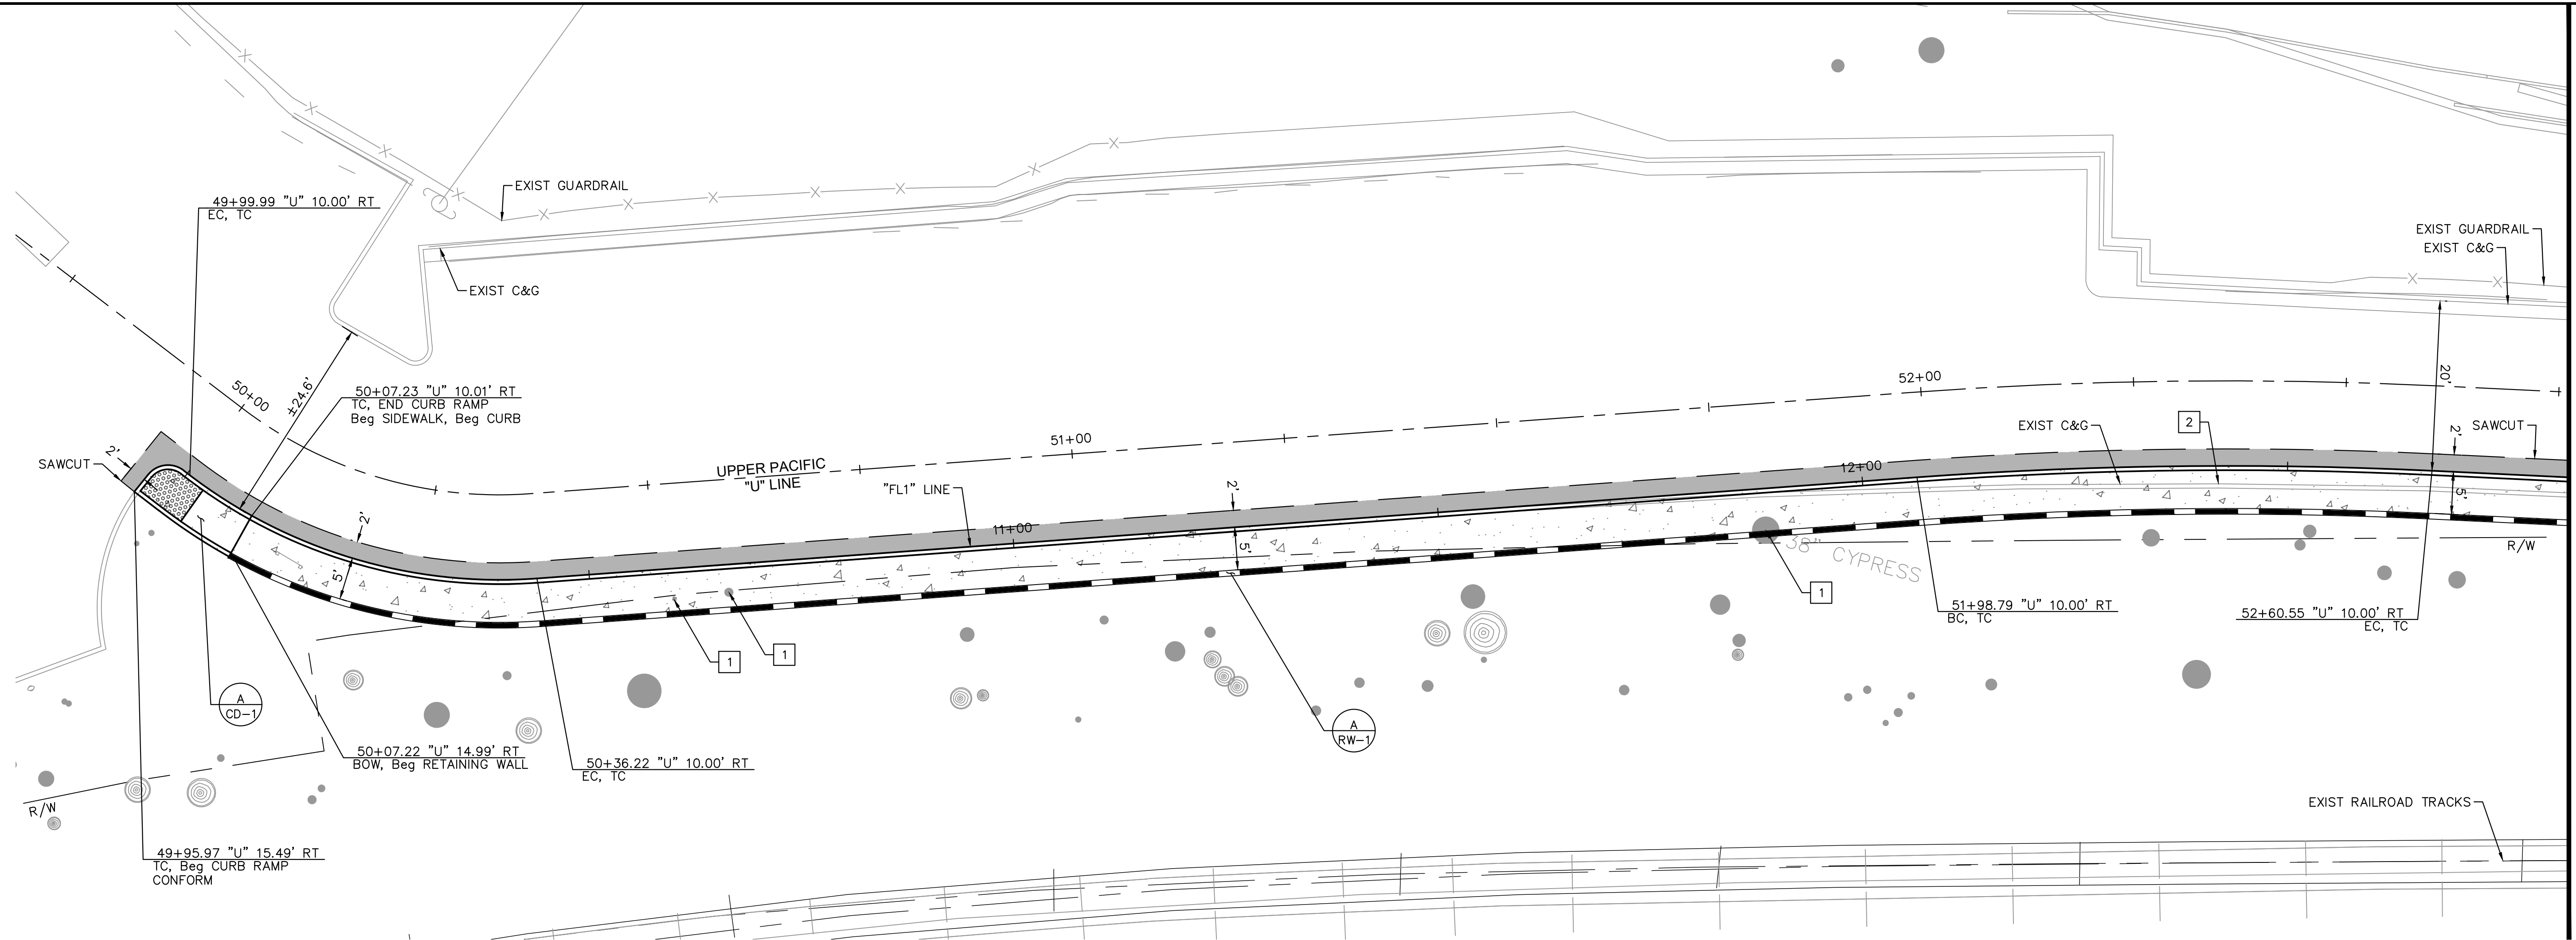 49+99.99 "U" 10.00' RT
EC, TC
EXIST GUARDRAIL
EXIST C&G
EXIST GUARDRAIL
EXIST C&G
50+00
±24.6'
50+07.23 "U" 10.01' RT
TC, END CURB RAMP
Beg SIDEWALK, Beg CURB
20'
52+00
51+00
UPPER PACIFIC
"U" LINE
"FL1" LINE
EXIST C&G
2
SAWCUT
2'
SAWCUT
2'
2'
2'
12+00
11+00
5'
5'
5'
38" CYPRESS
R/W
1
1
1
51+98.79 "U" 10.00' RT
BC, TC
52+60.55 "U" 10.00' RT
EC, TC
A
CD-1
A
RW-1
50+07.22 "U" 14.99' RT
BOW, Beg RETAINING WALL
50+36.22 "U" 10.00' RT
EC, TC
R/W
EXIST RAILROAD TRACKS
49+95.97 "U" 15.49' RT
TC, Beg CURB RAMP
CONFORM